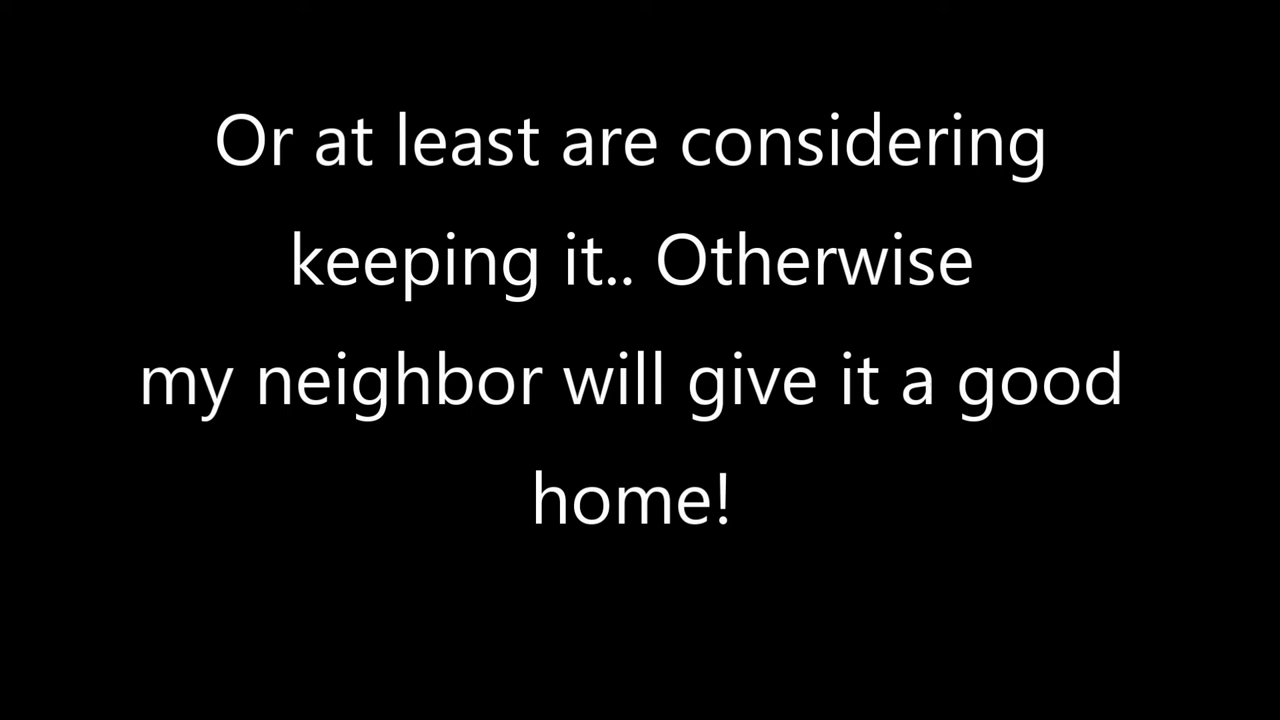 Or at least are considering
keeping it.. Otherwise
my neighbor will give it a good
home!